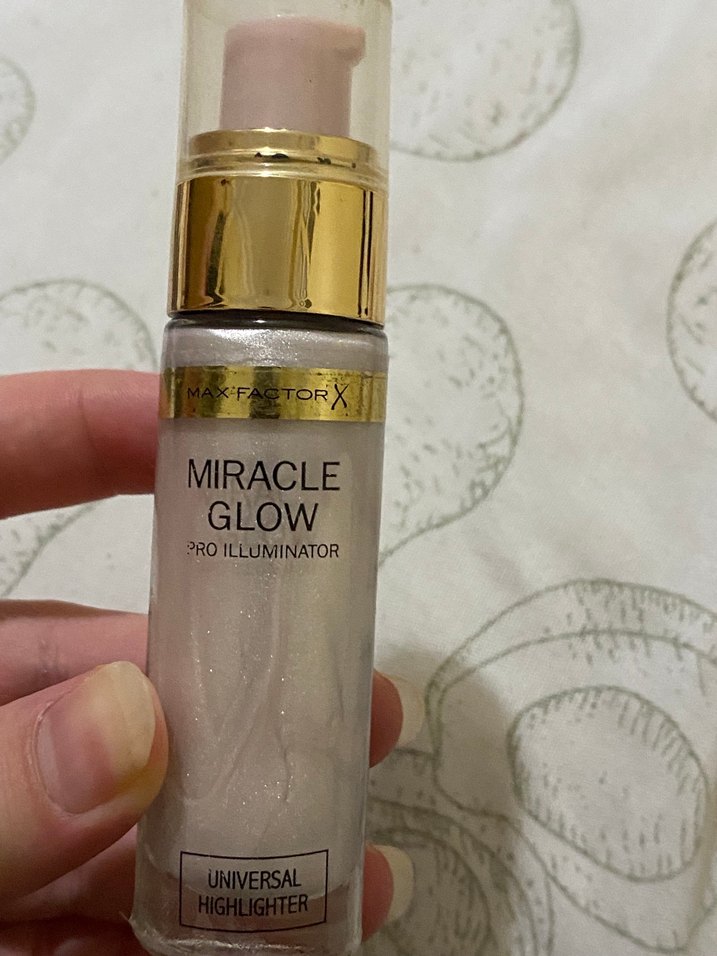 MAX FACTOR X
MIRACLE
GLOW
PRO ILLUMINATOR
UNIVERSAL
HIGHLIGHTER